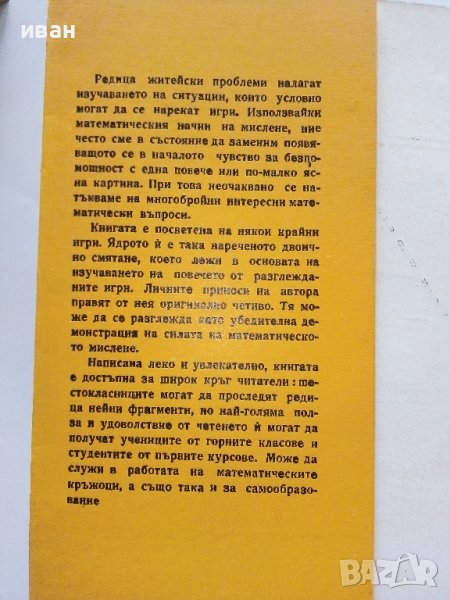 иван
Редица житейски проблеми налагат
изучаването на ситуации, които условно
могат да се нарекат игри. Използвайки
математическия начин на мислене, ние
често сме в състояние да заменим появя-
ващото се в началото чувство за безпо-
мощност с една повече или по-малко яс-
на картина. При това неочаквано се на-
тъкваме на многобройни интересни мате-
матически въпроси.
Книгата е посветена на някои крайни
игри. Ядрото ѝ е така нареченото двоич-
но смятане, което лежи в основата на
изучаването на повечето от разглежда-
ните игри. Личните приноси на автора
правят от нея оригинално четиво. Тя мо-
же да се разглежда като убедителна де-
монстрация на силата на математическо-
то мислене.
Написана леко и увлекателно, книгата
е достъпна за широк кръг читатели: ше-
стокласниците могат да проследят реди-
ца нейни фрагменти, но най-голяма пол-
за и удоволствие от четенето ѝ могат да
получат учениците от горните класове и
студентите от първите курсове. Може да
служи в работата на математическите
кръжоци, а също така и за самообразо-
вание
BAZAR